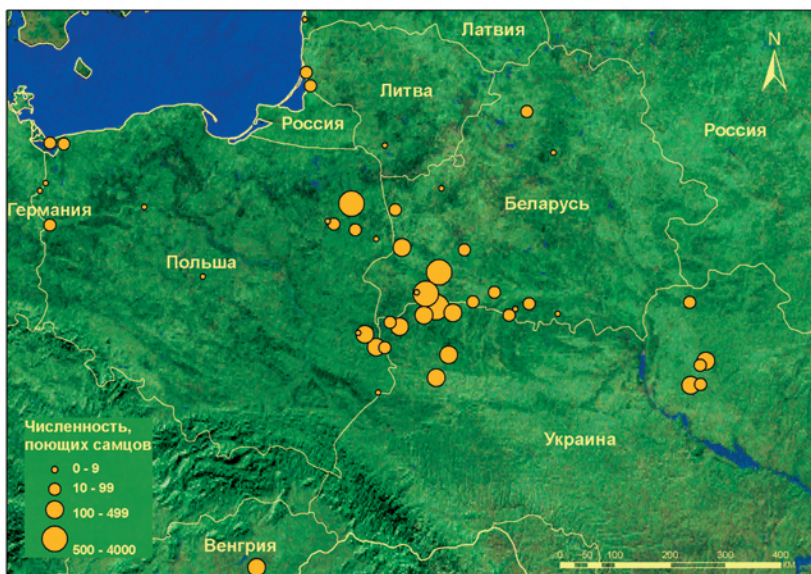 Латвия
N
Литва
Россия
Россия
Германия
Беларусь
Польша
Украина
Венгрия
Численность,
поющих самцов
0 - 9
10 - 99
100 - 499
500 - 4000
-50 0 50 100 200 300 400
КМ